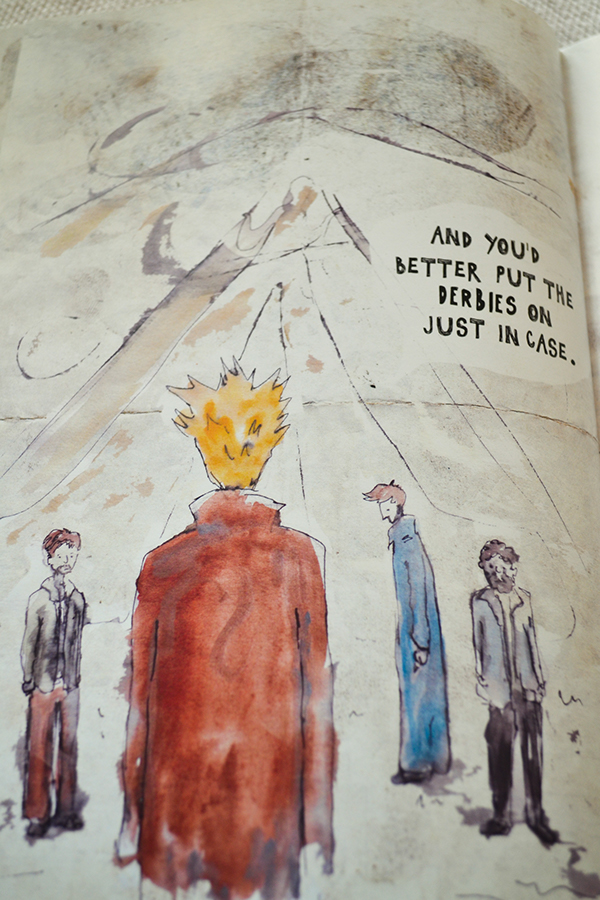 AND YOU'D
BETTER PUT THE
DERBIES ON
JUST IN CASE.